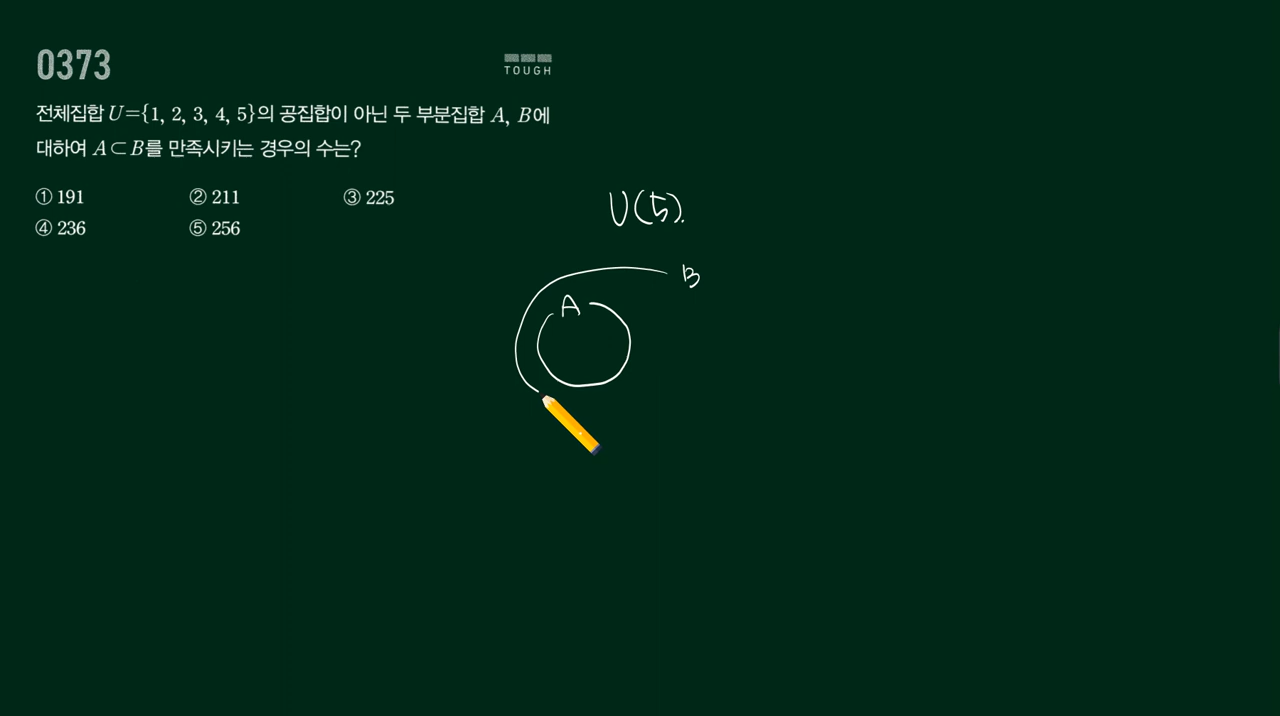 0373
TOUGH
전체집합 U={1, 2, 3, 4, 5}의 공집합이 아닌 두 부분집합 A, B에
대하여 A⊂B를 만족시키는 경우의 수는?
① 191 ② 211 ③ 225
④ 236 ⑤ 256
U(5).
B
A